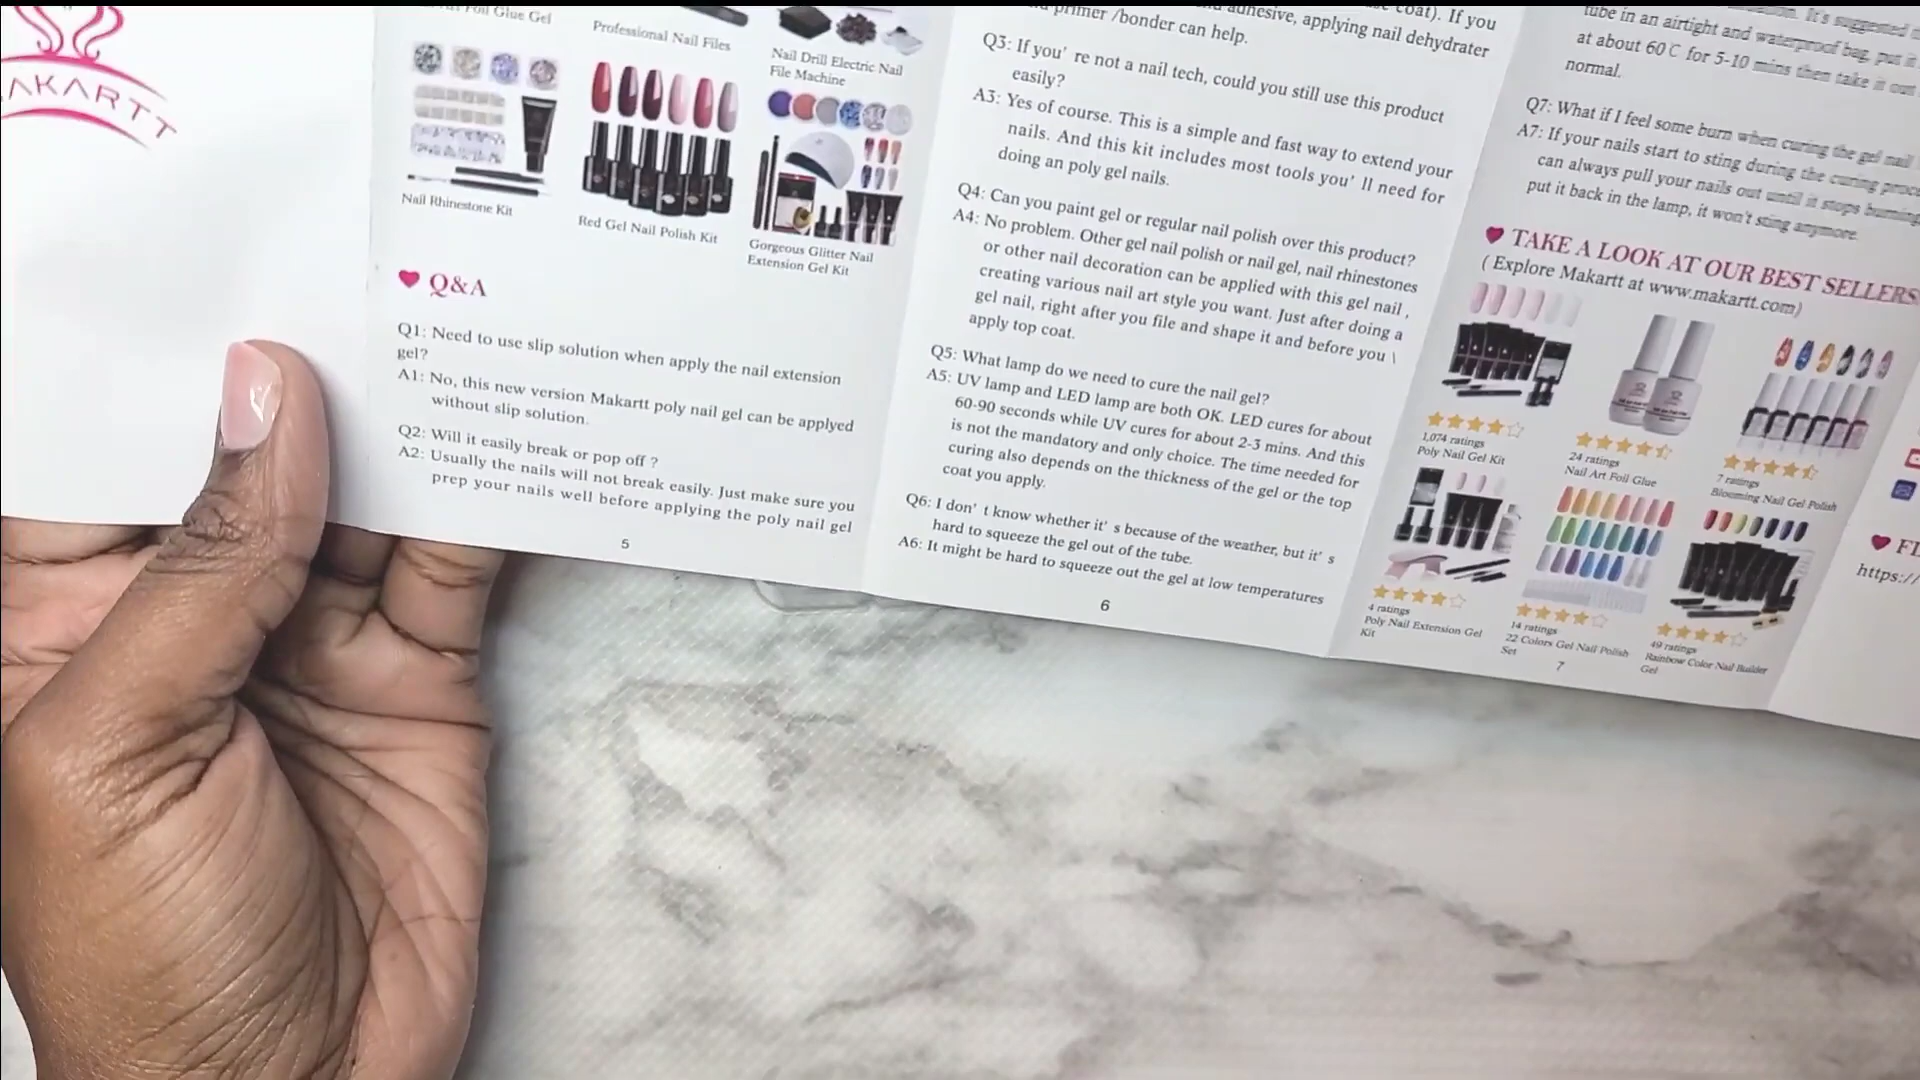 AKARTT
Foil Glue Gel
Professional Nail Files
Nail Drill Electric Nail
File Machine
Nail Rhinestone Kit
Red Gel Nail Polish Kit
Gorgeous Glitter Nail
Extension Gel Kit
Q&A
Q1: Need to use slip solution when apply the nail extension
gel?
A1: No, this new version Makartt poly nail gel can be applyed
without slip solution.
Q2: Will it easily break or pop off ?
A2: Usually the nails will not break easily. Just make sure you
prep your nails well before applying the poly nail gel
5
coat). If you
adhesive, applying nail dehydrater
primer /bonder can help.
Q3: If you' re not a nail tech, could you still use this product
easily?
A3: Yes of course. This is a simple and fast way to extend your
nails. And this kit includes most tools you' ll need for
doing an poly gel nails.
Q4: Can you paint gel or regular nail polish over this product?
A4: No problem. Other gel nail polish or nail gel, nail rhinestones
or other nail decoration can be applied with this gel nail ,
creating various nail art style you want. Just after doing a
gel nail, right after you file and shape it and before you \
apply top coat.
Q5: What lamp do we need to cure the nail gel?
A5: UV lamp and LED lamp are both OK. LED cures for about
60-90 seconds while UV cures for about 2-3 mins. And this
is not the mandatory and only choice. The time needed for
curing also depends on the thickness of the gel or the top
coat you apply.
Q6: I don' t know whether it' s because of the weather, but it' s
hard to squeeze the gel out of the tube.
A6: It might be hard to squeeze out the gel at low temperatures
6
It's suggested
tube in an airtight and waterproof bag, put it
at about 60℃ for 5-10 mins then take it out
normal.
Q7: What if I feel some burn when curing the gel nail
A7: If your nails start to sting during the curing
can always pull your nails out until it stops burning,
put it back in the lamp, it won't sting anymore.
TAKE A LOOK AT OUR BEST SELLERS
( Explore Makartt at www.makartt.com)
1,074 ratings
Poly Nail Gel Kit
24 ratings
Nail Art Foil Glue
7 ratings
Blooming Nail Gel Polish
4 ratings
Poly Nail Extension Gel
Kit
14 ratings
22 Colors Gel Nail Polish
Set
49 ratings
Rainbow Color Nail Builder
Gel
7
https://